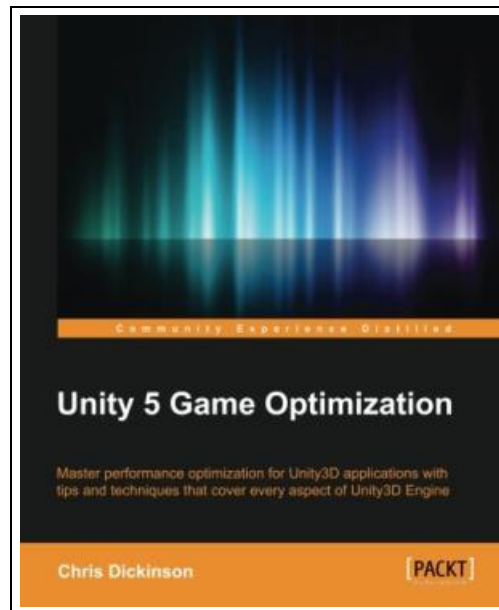 Community Experience Distilled
Unity 5 Game Optimization
Master performance optimization for Unity3D applications with
tips and techniques that cover every aspect of Unity3D Engine
Chris Dickinson
[PACKT]